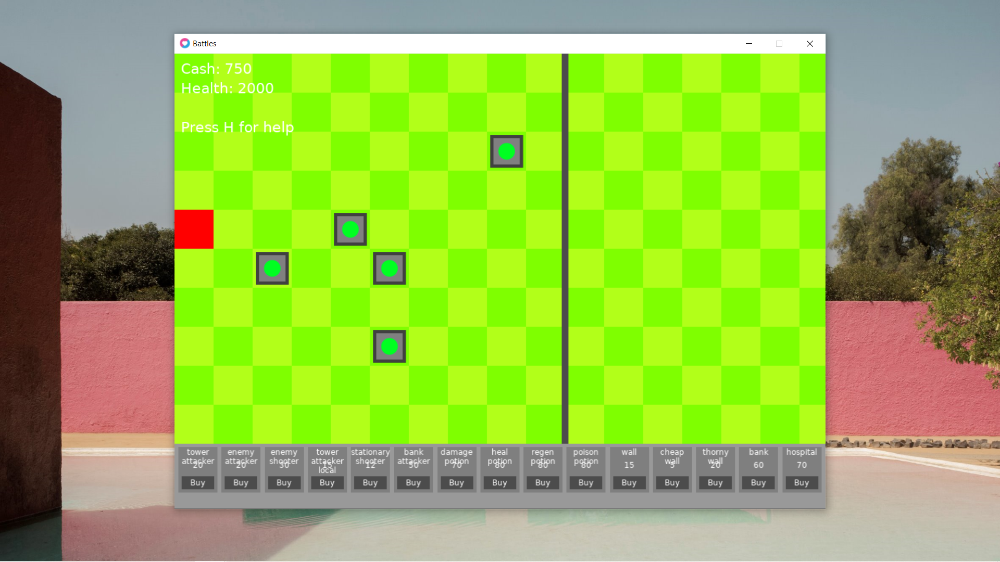 Battles
Cash: 750
Health: 2000
Press H for help
tower
attacker
20
Buy
enemy
attacker
20
Buy
enemy
shooter
30
Buy
tower
attacker
15
local
Buy
stationary
shooter
12
Buy
bank
attacker
50
Buy
damage
potion
70
Buy
heal
potion
80
Buy
regen
potion
80
Buy
poison
potion
80
Buy
wall
15
Buy
cheap
wall
5
Buy
thorny
wall
20
Buy
bank
60
Buy
hospital
70
Buy